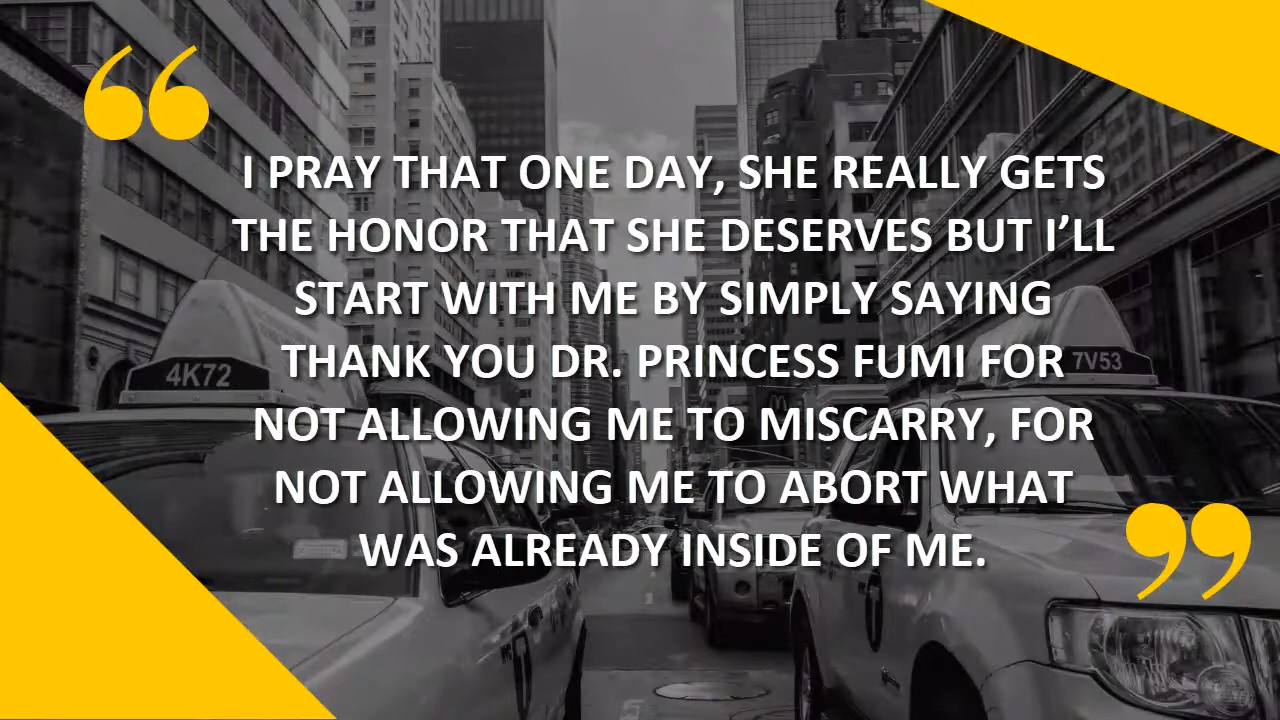 “
I PRAY THAT ONE DAY, SHE REALLY GETS
THE HONOR THAT SHE DESERVES BUT I’LL
START WITH ME BY SIMPLY SAYING
THANK YOU DR. PRINCESS FUMI FOR
NOT ALLOWING ME TO MISCARRY, FOR
NOT ALLOWING ME TO ABORT WHAT
WAS ALREADY INSIDE OF ME.
”
4K72
7V53